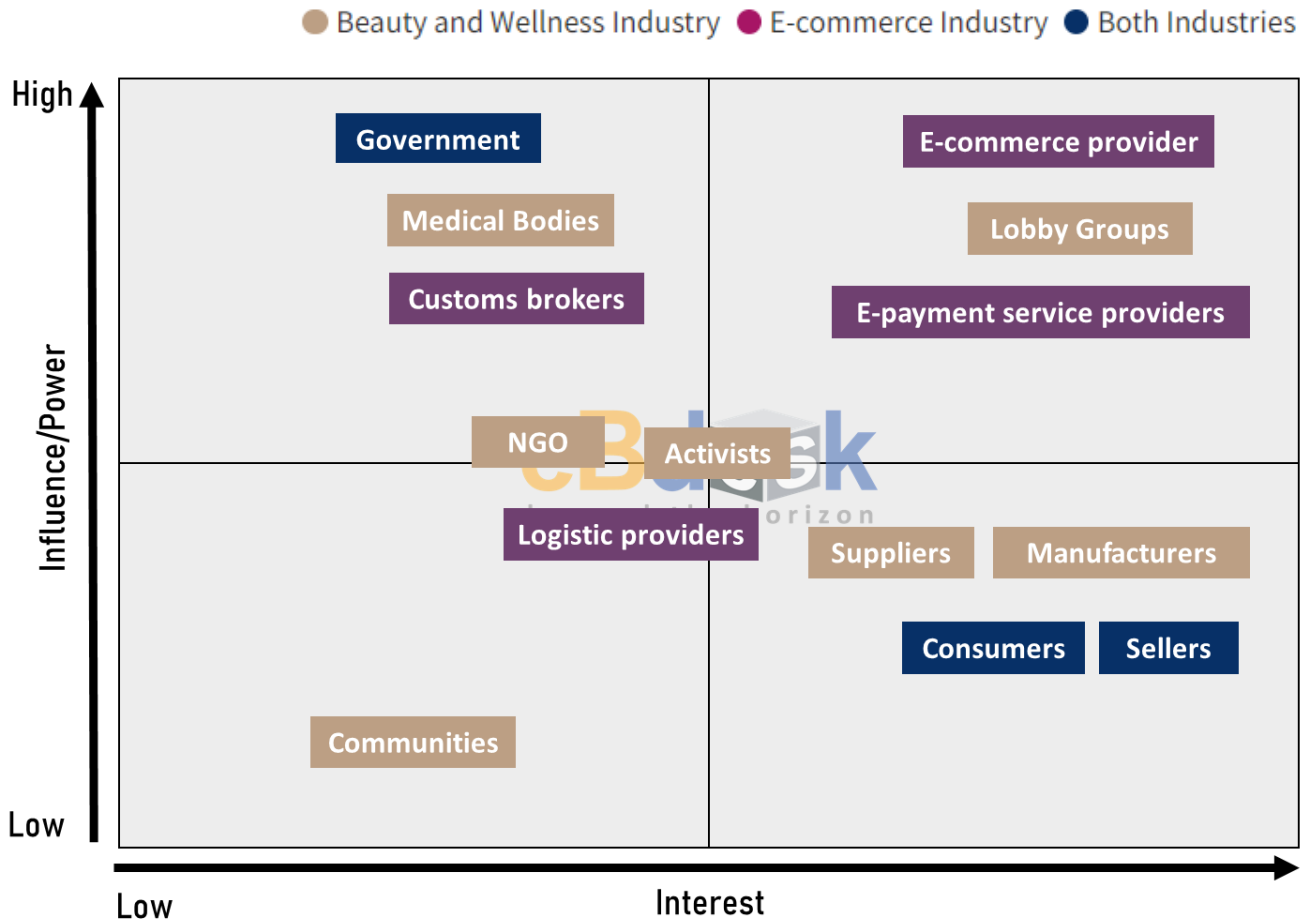 Beauty and Wellness Industry E-commerce Industry Both Industries
High
Government
E-commerce provider
Medical Bodies
Lobby Groups
Customs brokers
E-payment service providers
Influence/Power
NGO
Activists
Logistic providers
orizon
Suppliers
Manufacturers
Consumers
Sellers
Communities
Low
Low
Interest